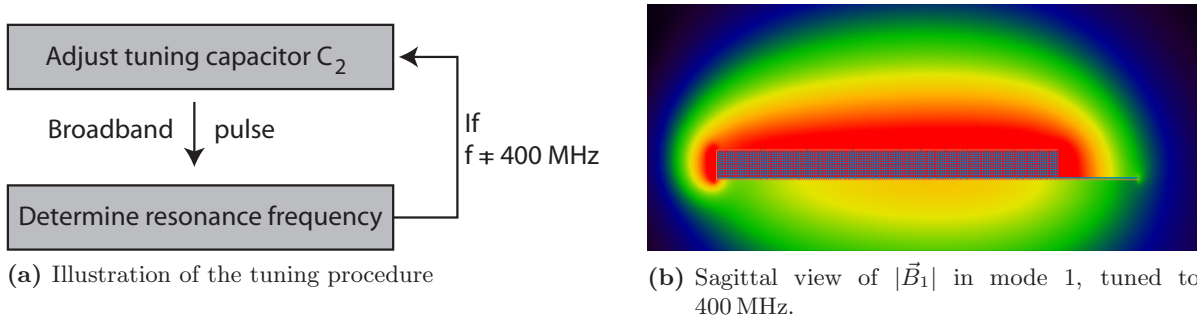 Adjust tuning capacitor C₂
Broadband pulse
If
f ≠ 400 MHz
Determine resonance frequency
(a) Illustration of the tuning procedure
(b) Sagittal view of |B⃗₁| in mode 1, tuned to
400 MHz.